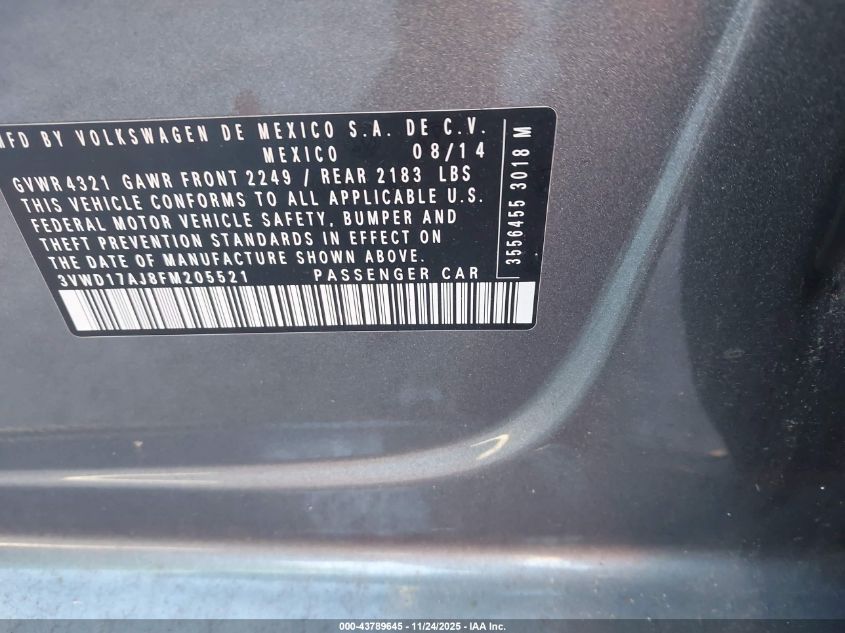 MFD BY VOLKSWAGEN DE MEXICO S.A. DE C.V.
MEXICO 08/14
GVWR 4321 GAWR FRONT 2249 / REAR 2183 LBS
THIS VEHICLE CONFORMS TO ALL APPLICABLE U.S.
FEDERAL MOTOR VEHICLE SAFETY, BUMPER AND
THEFT PREVENTION STANDARDS IN EFFECT ON
THE DATE OF MANUFACTURE SHOWN ABOVE.
3VWD17AJ8FM205521 PASSENGER CAR
3556455 3018 M
000-43789645 - 11/24/2025 - IAA Inc.